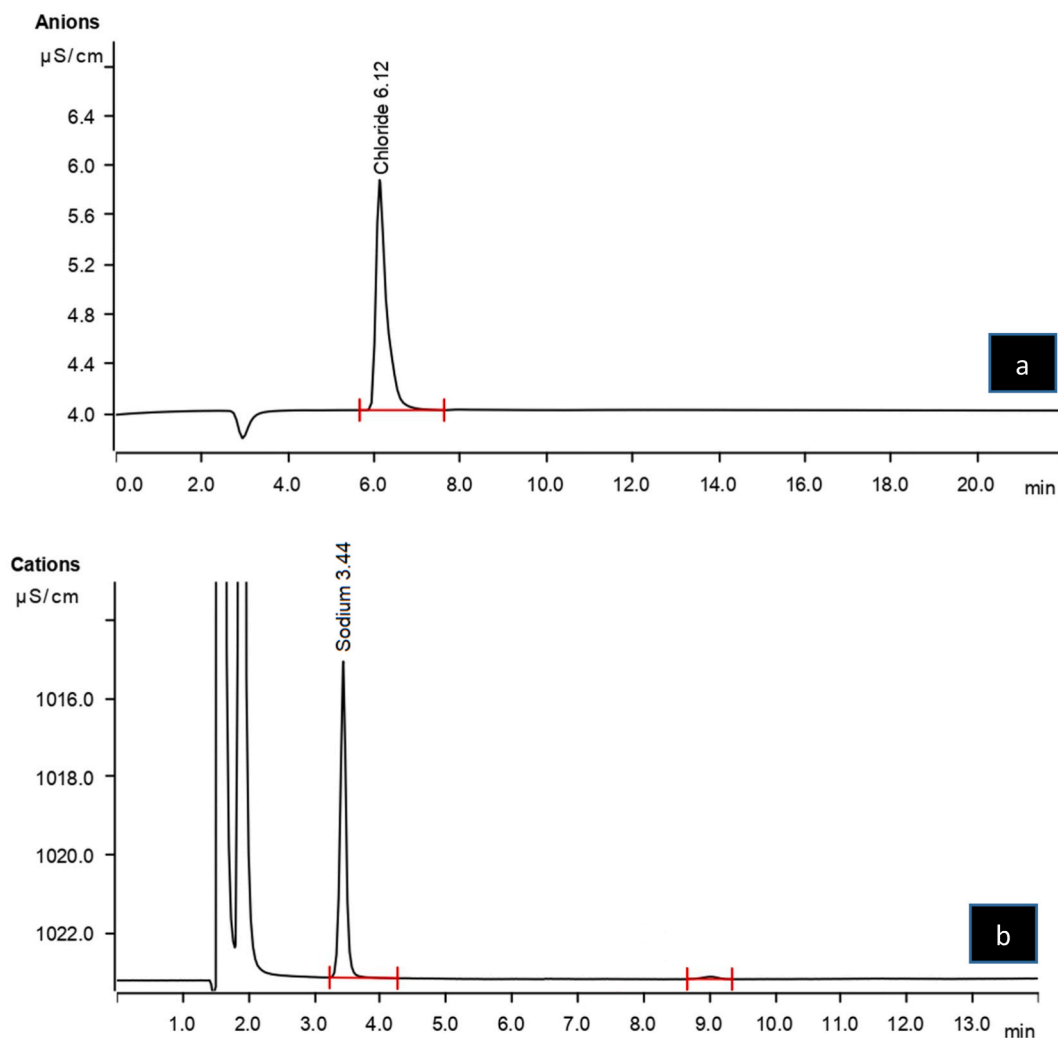 Anions
µS/cm
Chloride 6.12
6.4
6.0
5.6
5.2
4.8
4.4
4.0
a
0.0 2.0 4.0 6.0 8.0 10.0 12.0 14.0 16.0 18.0 20.0 min
Cations
µS/cm
Sodium 3.44
1016.0
1018.0
1020.0
1022.0
b
1.0 2.0 3.0 4.0 5.0 6.0 7.0 8.0 9.0 10.0 11.0 12.0 13.0 min